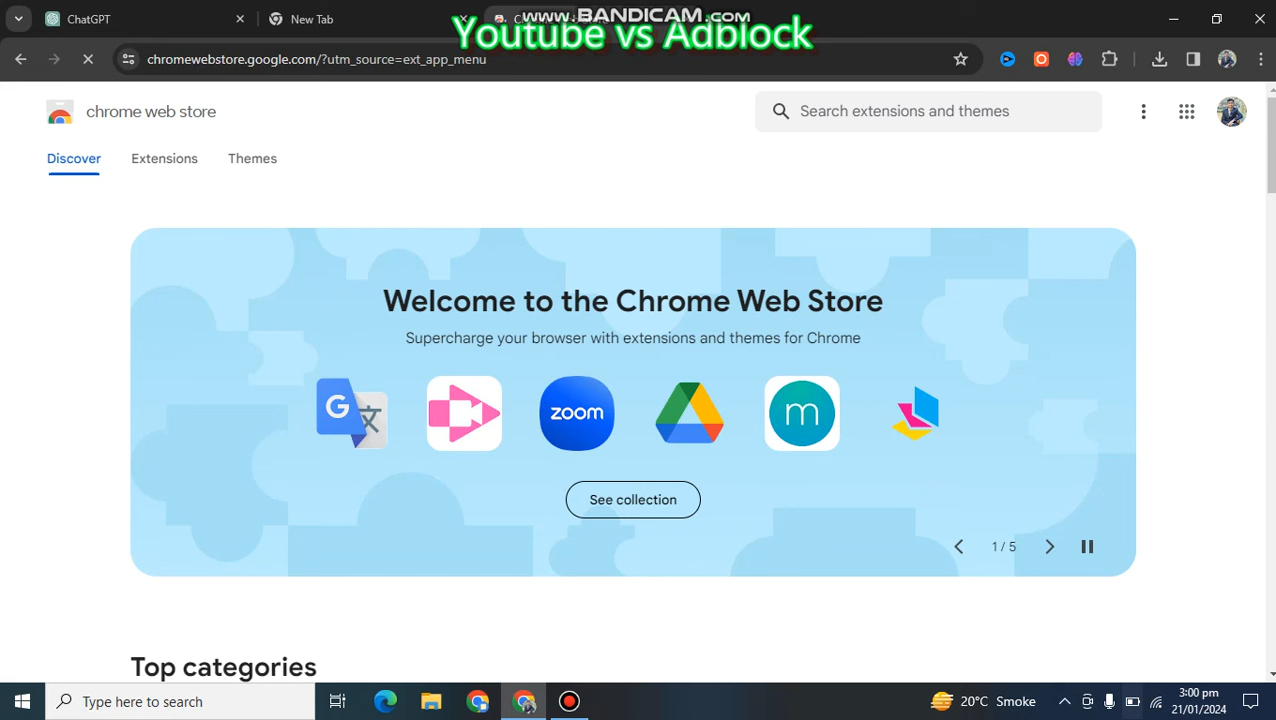 www.BANDICAM.com
ChatGPT
New Tab
Youtube vs Adblock
chromewebstore.google.com/?utm_source=ext_app_menu
chrome web store
Search extensions and themes
Discover
Extensions
Themes
Welcome to the Chrome Web Store
Supercharge your browser with extensions and themes for Chrome
G 文
zoom
m
See collection
1 / 5
Top categories
Type here to search
20°C Smoke
3:00 pm
21/01/2024